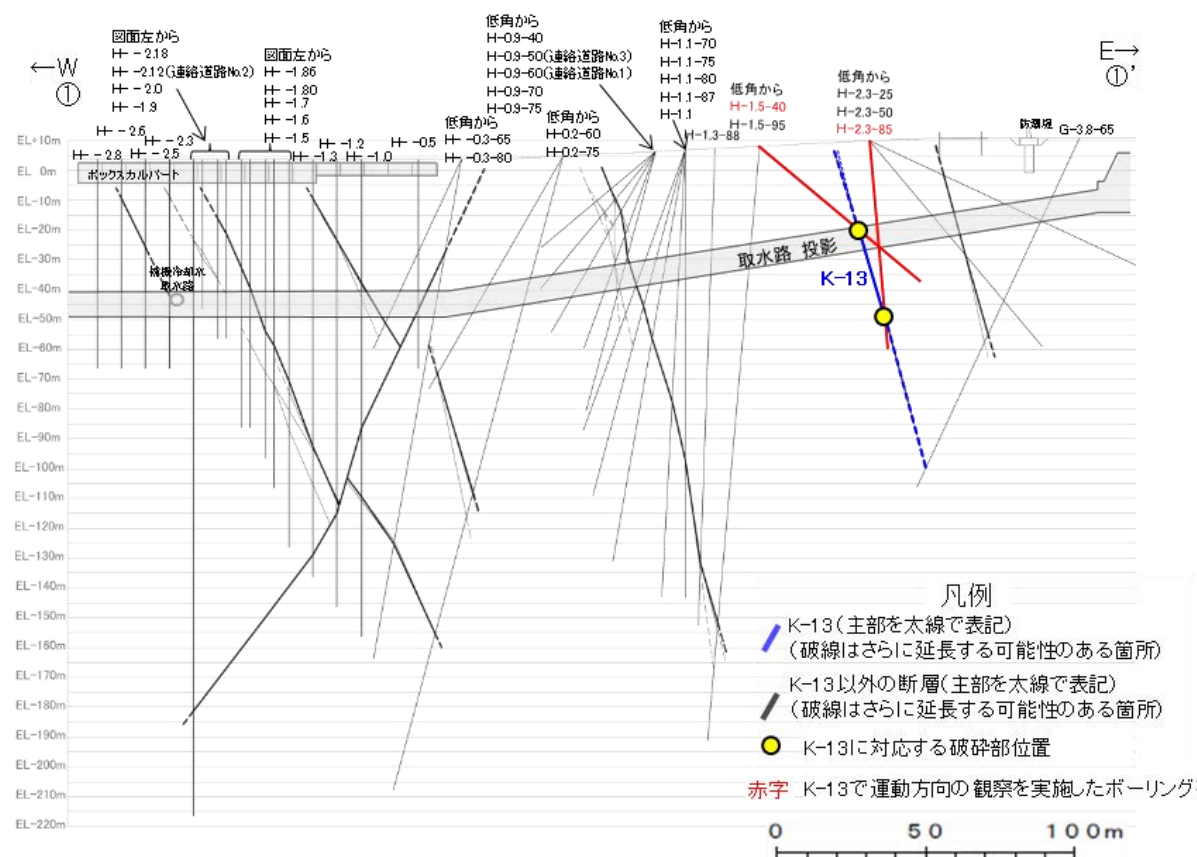 ←W
①
E→
①'
図面左から
H- -2.18
H- -2.12(連絡道路No.2)
H- -2.0
H- -1.9
図面左から
H- -1.86
H- -1.80
H- -1.7
H- -1.6
H- -1.5
低角から
H-0.9-40
H-0.9-50(連絡道路No.3)
H-0.9-60(連絡道路No.1)
H-0.9-70
H-0.9-75
低角から
H-1.1-70
H-1.1-75
H-1.1-80
H-1.1-87
H-1.1
低角から
H-1.5-40
H-1.5-95
低角から
H-2.3-25
H-2.3-50
H-2.3-85
防潮堤
G-3.8-65
H- -2.8
H- -2.6
H- -2.5
H- -2.3
H- -1.3
H- -1.2
H- -1.0
H- -0.5
低角から
H- -0.3-65
H- -0.3-80
低角から
H-0.2-60
H-0.2-75
H-1.3-88
ボックスカルバート
補機冷却水
取水路
取水路 投影
K-13
EL+10m
EL 0m
EL-10m
EL-20m
EL-30m
EL-40m
EL-50m
EL-60m
EL-70m
EL-80m
EL-90m
EL-100m
EL-110m
EL-120m
EL-130m
EL-140m
EL-150m
EL-160m
EL-170m
EL-180m
EL-190m
EL-200m
EL-210m
EL-220m
凡例
K-13(主部を太線で表記)
(破線はさらに延長する可能性のある箇所)
K-13以外の断層(主部を太線で表記)
(破線はさらに延長する可能性のある箇所)
K-13に対応する破砕部位置
赤字 K-13で運動方向の観察を実施したボーリング
0 50 100m